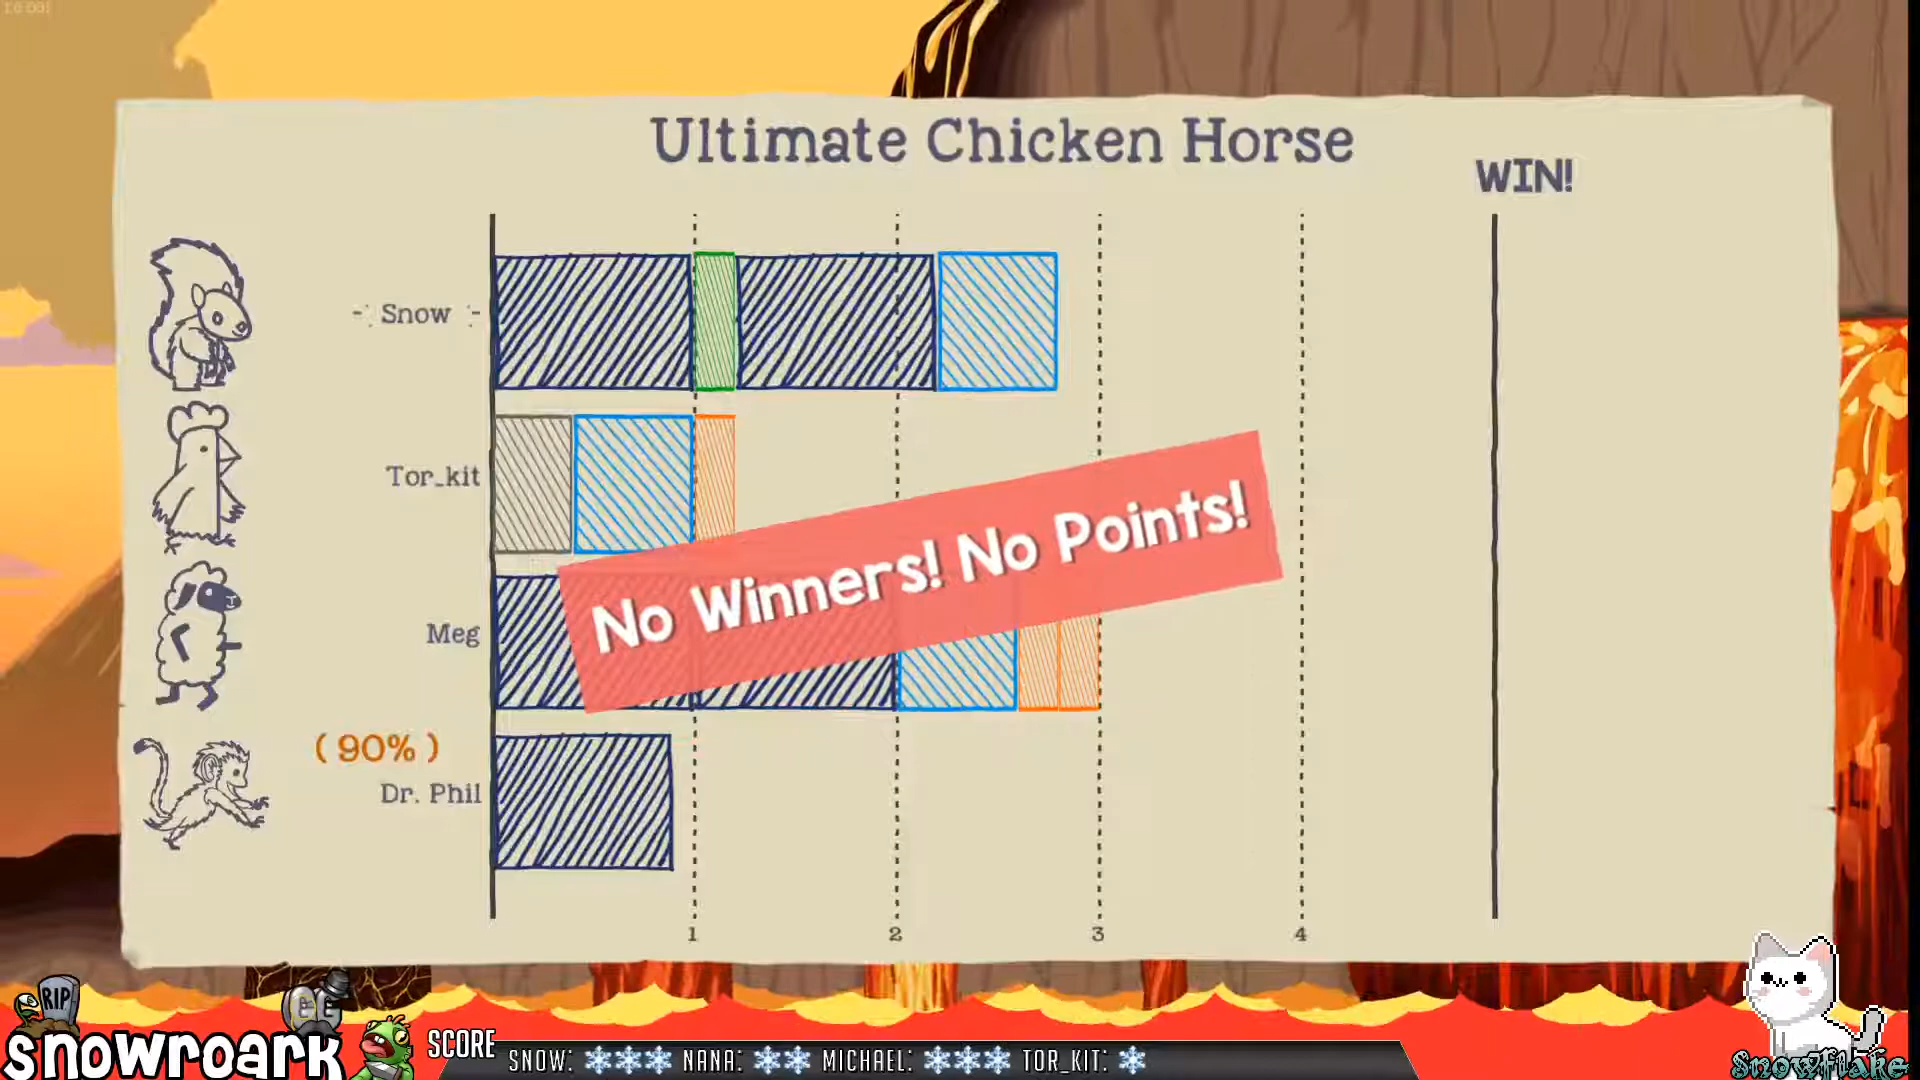 Ultimate Chicken Horse
WIN!
Snow
Tor_kit
No Winners! No Points!
Meg
(90%)
Dr. Phil
1 2 3 4
RIP
snowroark
SCORE
SNOW: NANA: MICHAEL: TOR_KIT:
Snowflake